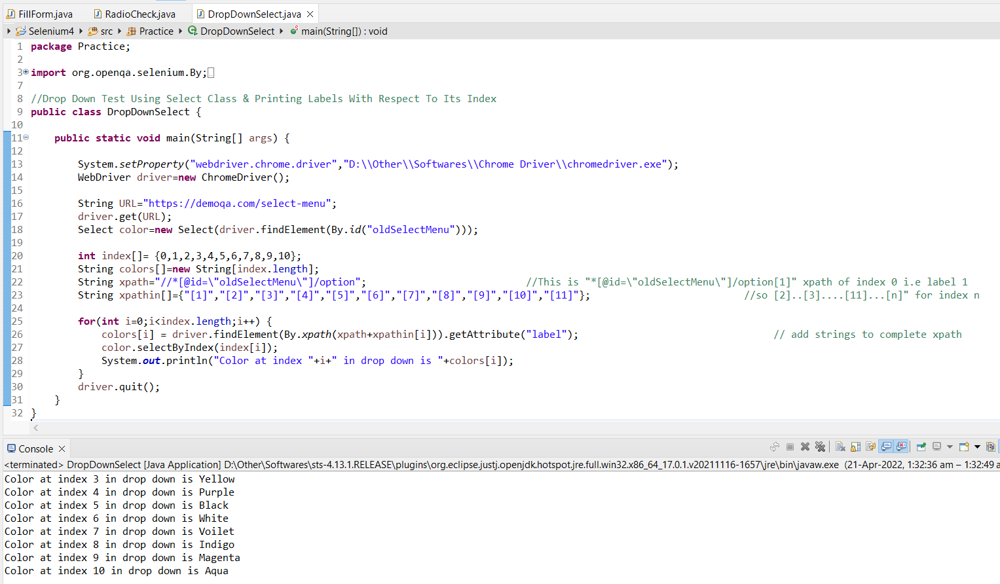 FillForm.java RadioCheck.java DropDownSelect.java
Selenium4 src Practice DropDownSelect main(String[]) : void
1 package Practice;
2
3 import org.openqa.selenium.By;
7
8 //Drop Down Test Using Select Class & Printing Labels With Respect To Its Index
9 public class DropDownSelect {
10
11 public static void main(String[] args) {
12
13 System.setProperty("webdriver.chrome.driver","D:\\Other\\Softwares\\Chrome Driver\\chromedriver.exe");
14 WebDriver driver=new ChromeDriver();
15
16 String URL="https://demoqa.com/select-menu";
17 driver.get(URL);
18 Select color=new Select(driver.findElement(By.id("oldSelectMenu")));
19
20 int index[]= {0,1,2,3,4,5,6,7,8,9,10};
21 String colors[]=new String[index.length];
22 String xpath="//*[@id=\"oldSelectMenu\"]/option"; //This is "*[@id=\"oldSelectMenu\"]/option[1]" xpath of index 0 i.e label 1
23 String xpathin[]={"[1]","[2]","[3]","[4]","[5]","[6]","[7]","[8]","[9]","[10]","[11]"}; //so [2]..[3]....[11]...[n]" for index n
24
25 for(int i=0;i<index.length;i++) {
26 colors[i] = driver.findElement(By.xpath(xpath+xpathin[i])).getAttribute("label"); // add strings to complete xpath
27 color.selectByIndex(index[i]);
28 System.out.println("Color at index "+i+" in drop down is "+colors[i]);
29 }
30 driver.quit();
31 }
32 }
Console
<terminated> DropDownSelect [Java Application] D:\Other\Softwares\sts-4.13.1.RELEASE\plugins\org.eclipse.justj.openjdk.hotspot.jre.full.win32.x86_64_17.0.1.v20211116-1657\jre\bin\javaw.exe (21-Apr-2022, 1:32:36 am – 1:32:49 a
Color at index 3 in drop down is Yellow
Color at index 4 in drop down is Purple
Color at index 5 in drop down is Black
Color at index 6 in drop down is White
Color at index 7 in drop down is Voilet
Color at index 8 in drop down is Indigo
Color at index 9 in drop down is Magenta
Color at index 10 in drop down is Aqua